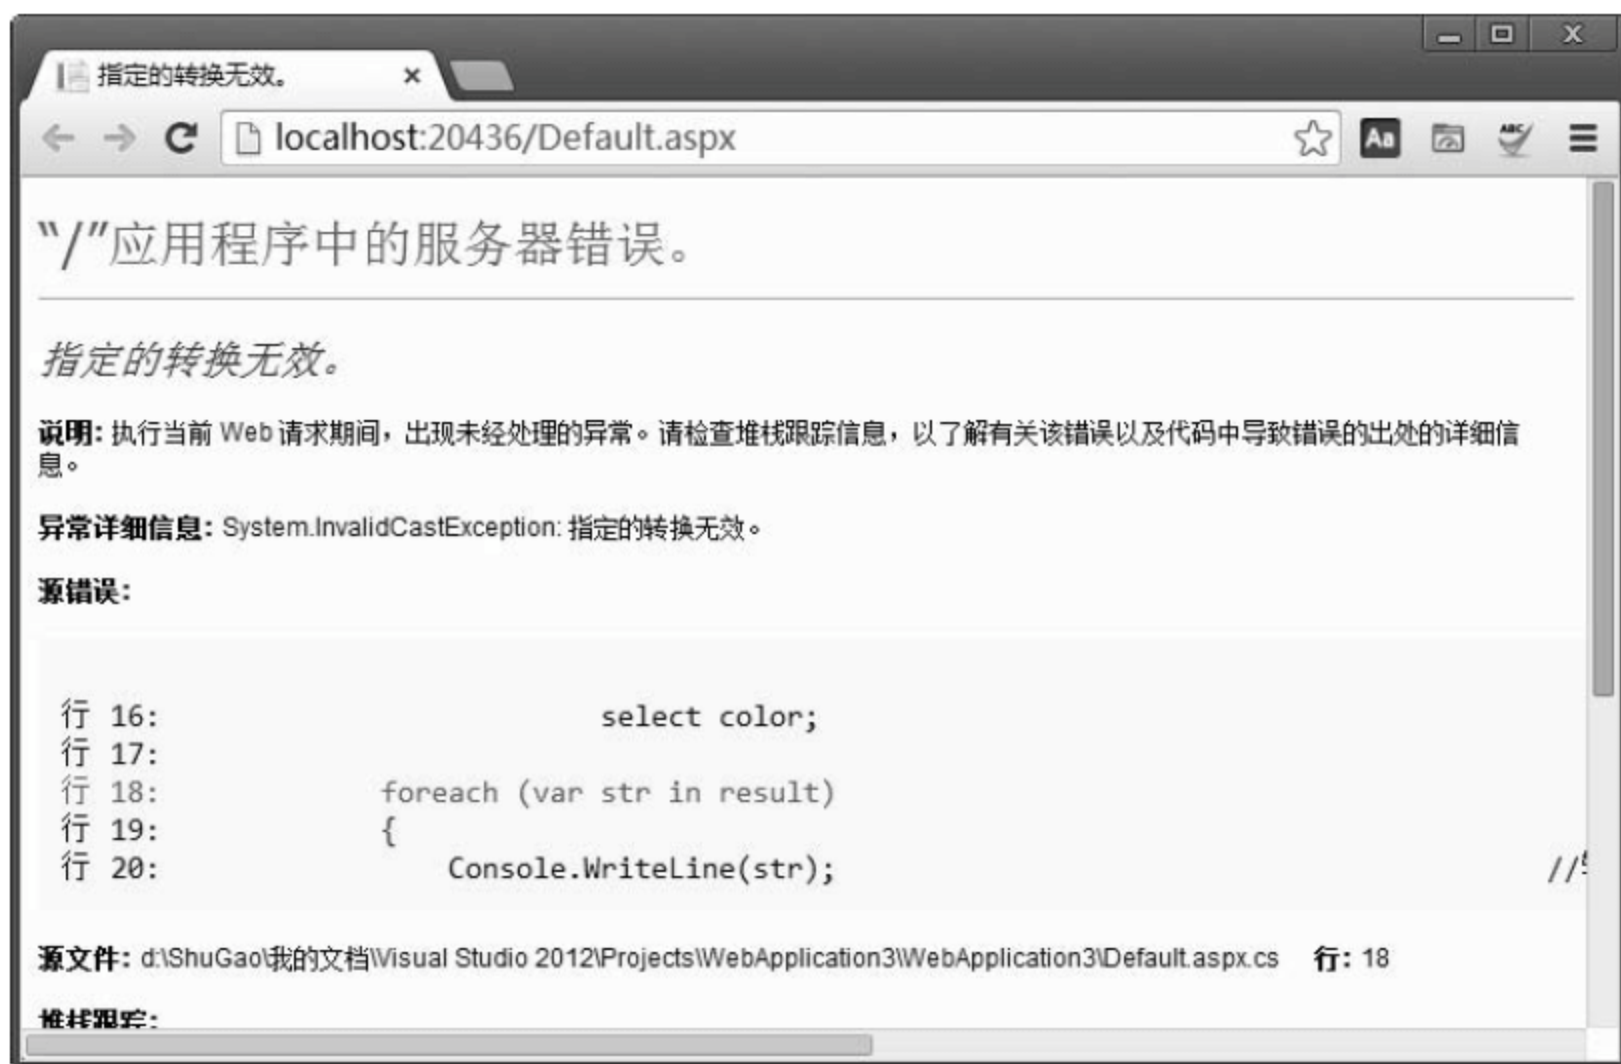 指定的转换无效。
localhost:20436/Default.aspx
Aa
ABC
“/”应用程序中的服务器错误。
指定的转换无效。
说明: 执行当前 Web 请求期间，出现未经处理的异常。请检查堆栈跟踪信息，以了解有关该错误以及代码中导致错误的出处的详细信
息。
异常详细信息: System.InvalidCastException: 指定的转换无效。
源错误:
行 16: select color;
行 17:
行 18: foreach (var str in result)
行 19: {
行 20: Console.WriteLine(str); //
源文件: d:\ShuGao\我的文档\Visual Studio 2012\Projects\WebApplication3\WebApplication3\Default.aspx.cs 行: 18
堆栈跟踪: